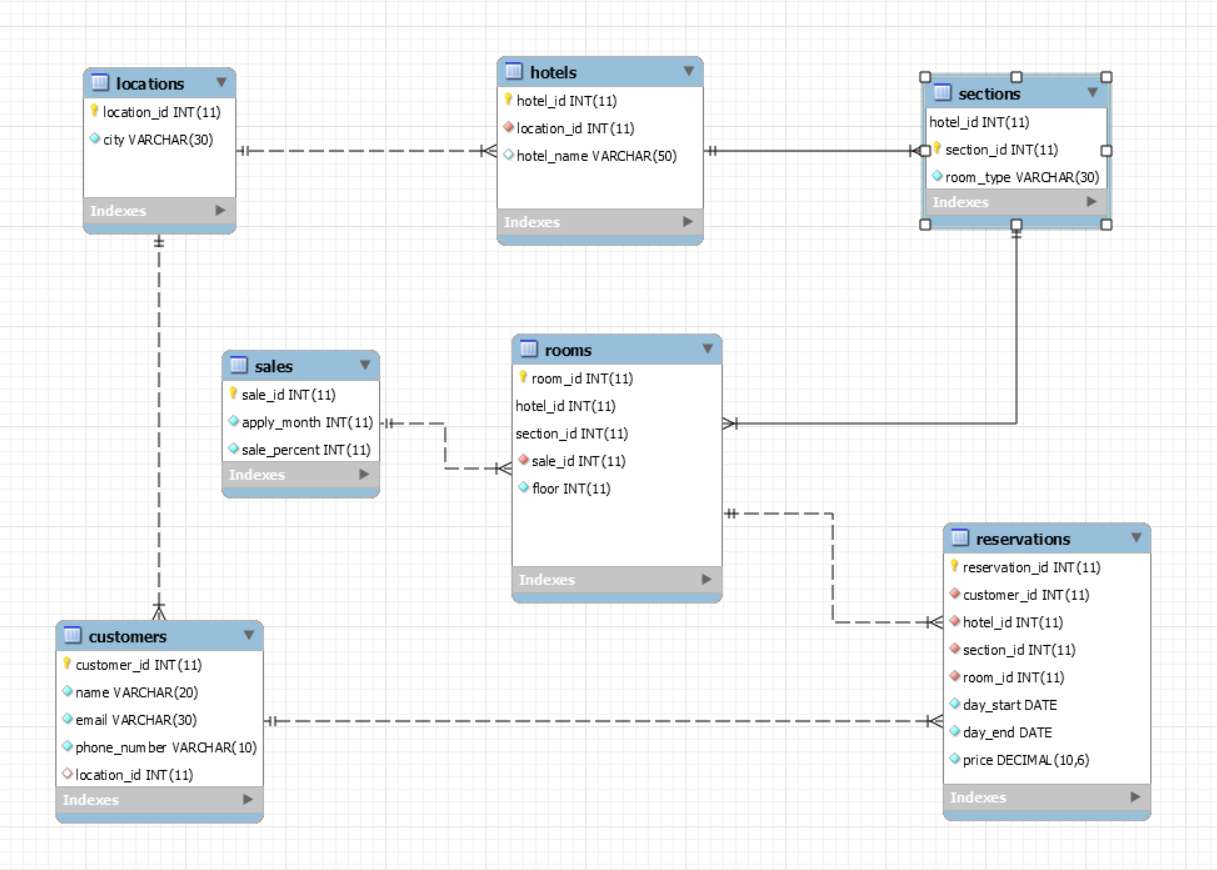 locations
location_id INT(11)
city VARCHAR(30)
Indexes
hotels
hotel_id INT(11)
location_id INT(11)
hotel_name VARCHAR(50)
Indexes
sections
hotel_id INT(11)
section_id INT(11)
room_type VARCHAR(30)
Indexes
sales
sale_id INT(11)
apply_month INT(11)
sale_percent INT(11)
Indexes
rooms
room_id INT(11)
hotel_id INT(11)
section_id INT(11)
sale_id INT(11)
floor INT(11)
Indexes
reservations
reservation_id INT(11)
customer_id INT(11)
hotel_id INT(11)
section_id INT(11)
room_id INT(11)
day_start DATE
day_end DATE
price DECIMAL(10,6)
Indexes
customers
customer_id INT(11)
name VARCHAR(20)
email VARCHAR(30)
phone_number VARCHAR(10)
location_id INT(11)
Indexes